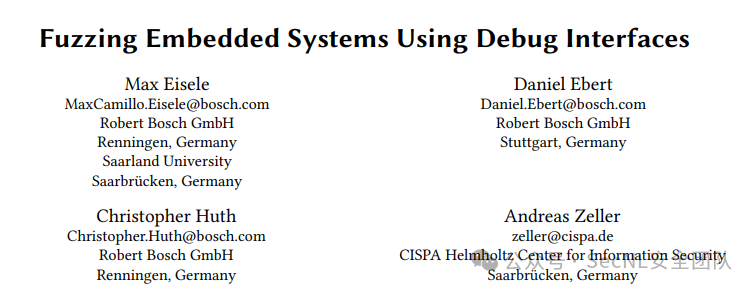 Fuzzing Embedded Systems Using Debug Interfaces
Max Eisele
MaxCamillo.Eisele@bosch.com
Robert Bosch GmbH
Renningen, Germany
Saarland University
Saarbrücken, Germany
Daniel Ebert
Daniel.Ebert@bosch.com
Robert Bosch GmbH
Stuttgart, Germany
Christopher Huth
Christopher.Huth@bosch.com
Robert Bosch GmbH
Renningen, Germany
Andreas Zeller
zeller@cispa.de
CISPA Helmholtz Center for Information Security
Saarbrücken, Germany
公众号 · SecNL安全团队